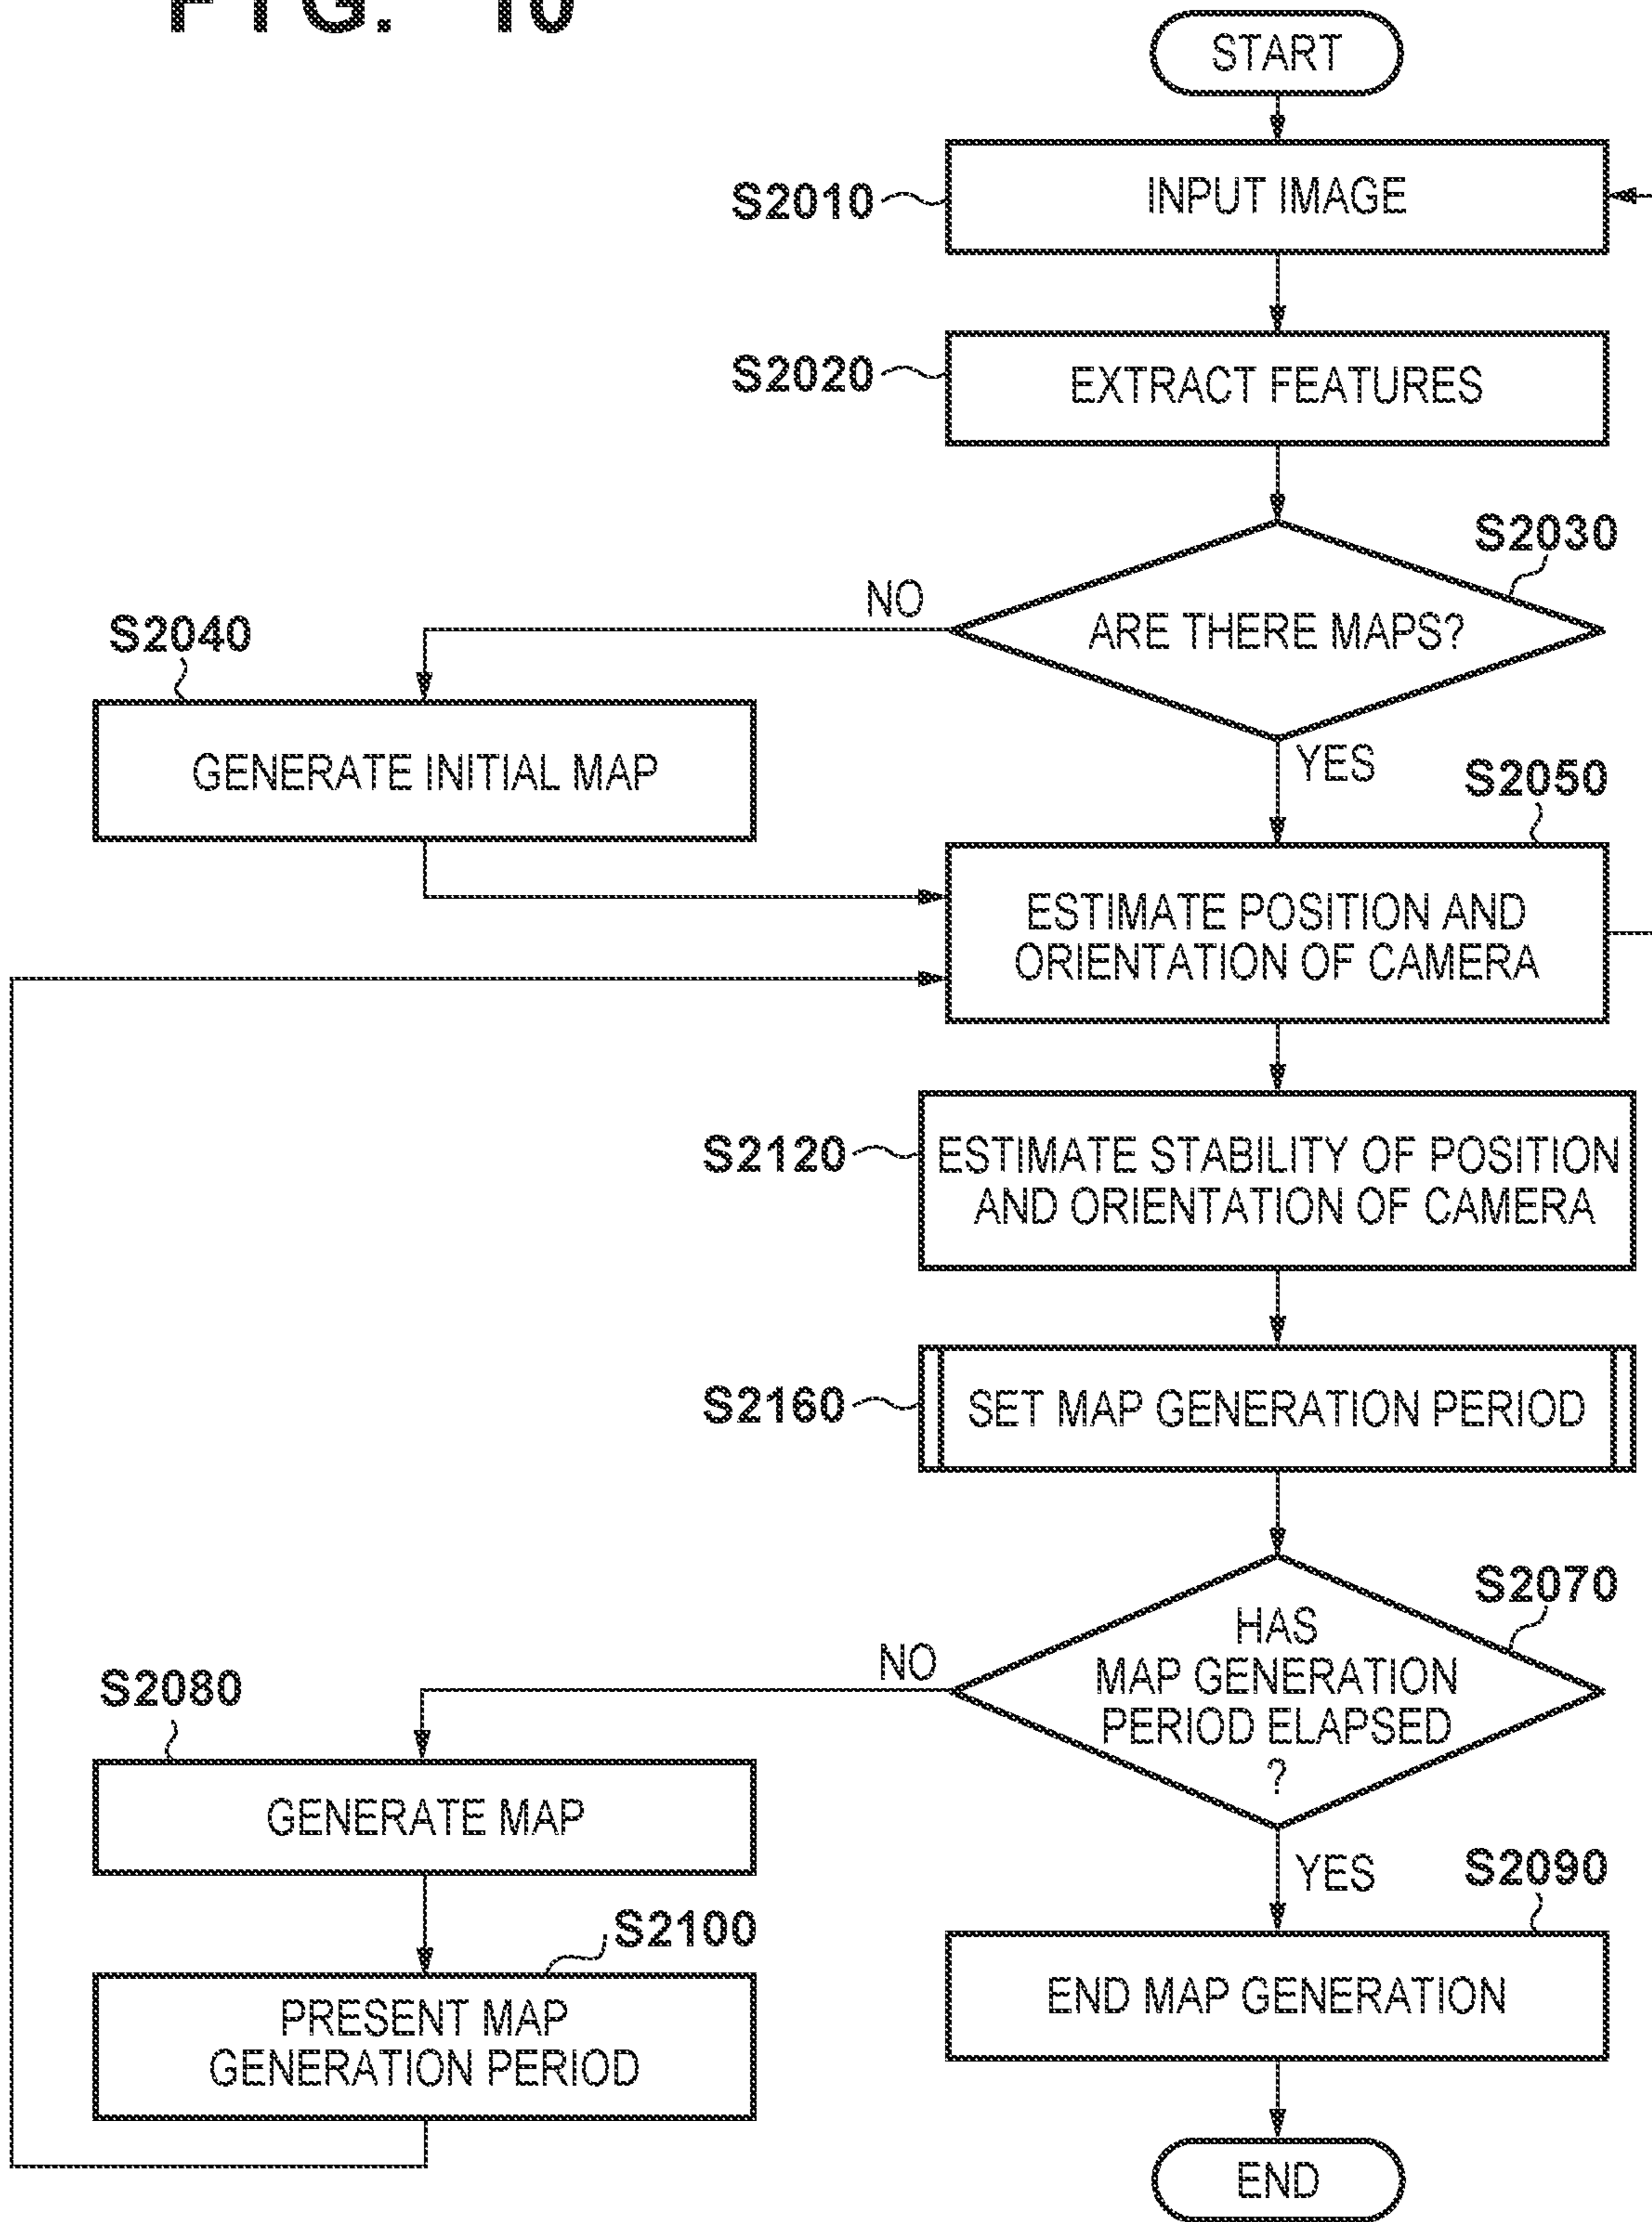 START
S2010
INPUT IMAGE
S2020
EXTRACT FEATURES
S2030
ARE THERE MAPS?
NO
YES
S2040
GENERATE INITIAL MAP
S2050
ESTIMATE POSITION AND
ORIENTATION OF CAMERA
S2120
ESTIMATE STABILITY OF POSITION
AND ORIENTATION OF CAMERA
S2160
SET MAP GENERATION PERIOD
S2070
HAS
MAP GENERATION
PERIOD ELAPSED
?
NO
YES
S2080
GENERATE MAP
S2100
PRESENT MAP
GENERATION PERIOD
S2090
END MAP GENERATION
END